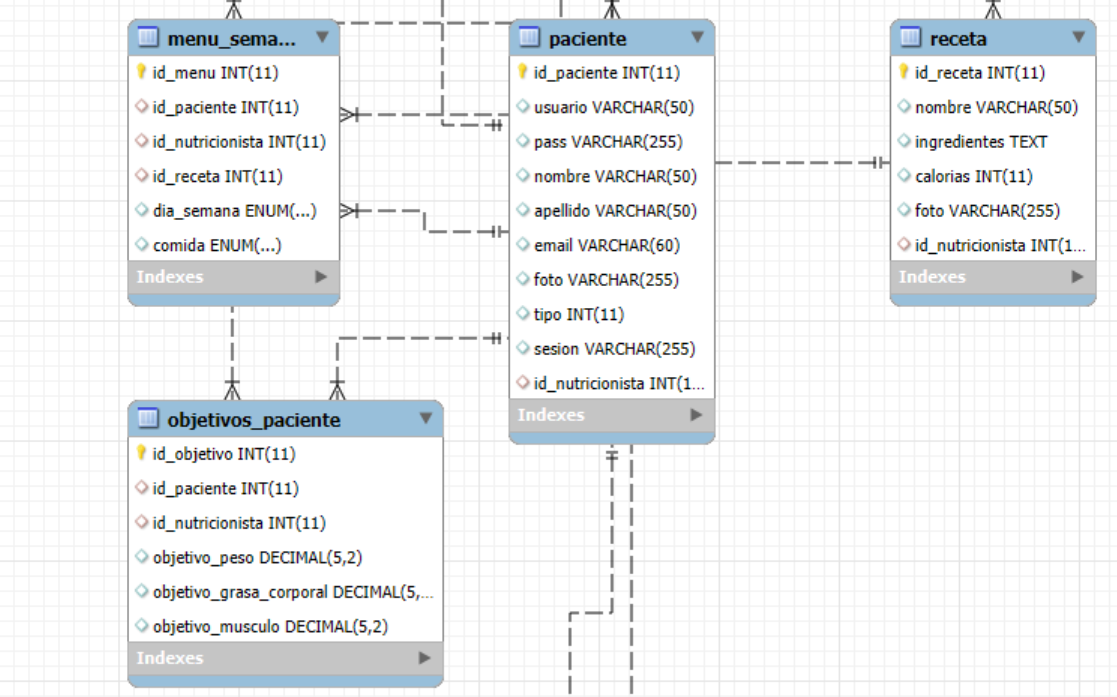 menu_sema...
id_menu INT(11)
id_paciente INT(11)
id_nutricionista INT(11)
id_receta INT(11)
dia_semana ENUM(...)
comida ENUM(...)
Indexes
paciente
id_paciente INT(11)
usuario VARCHAR(50)
pass VARCHAR(255)
nombre VARCHAR(50)
apellido VARCHAR(50)
email VARCHAR(60)
foto VARCHAR(255)
tipo INT(11)
sesion VARCHAR(255)
id_nutricionista INT(1...
Indexes
receta
id_receta INT(11)
nombre VARCHAR(50)
ingredientes TEXT
calorias INT(11)
foto VARCHAR(255)
id_nutricionista INT(1...
Indexes
objetivos_paciente
id_objetivo INT(11)
id_paciente INT(11)
id_nutricionista INT(11)
objetivo_peso DECIMAL(5,2)
objetivo_grasa_corporal DECIMAL(5,...
objetivo_musculo DECIMAL(5,2)
Indexes